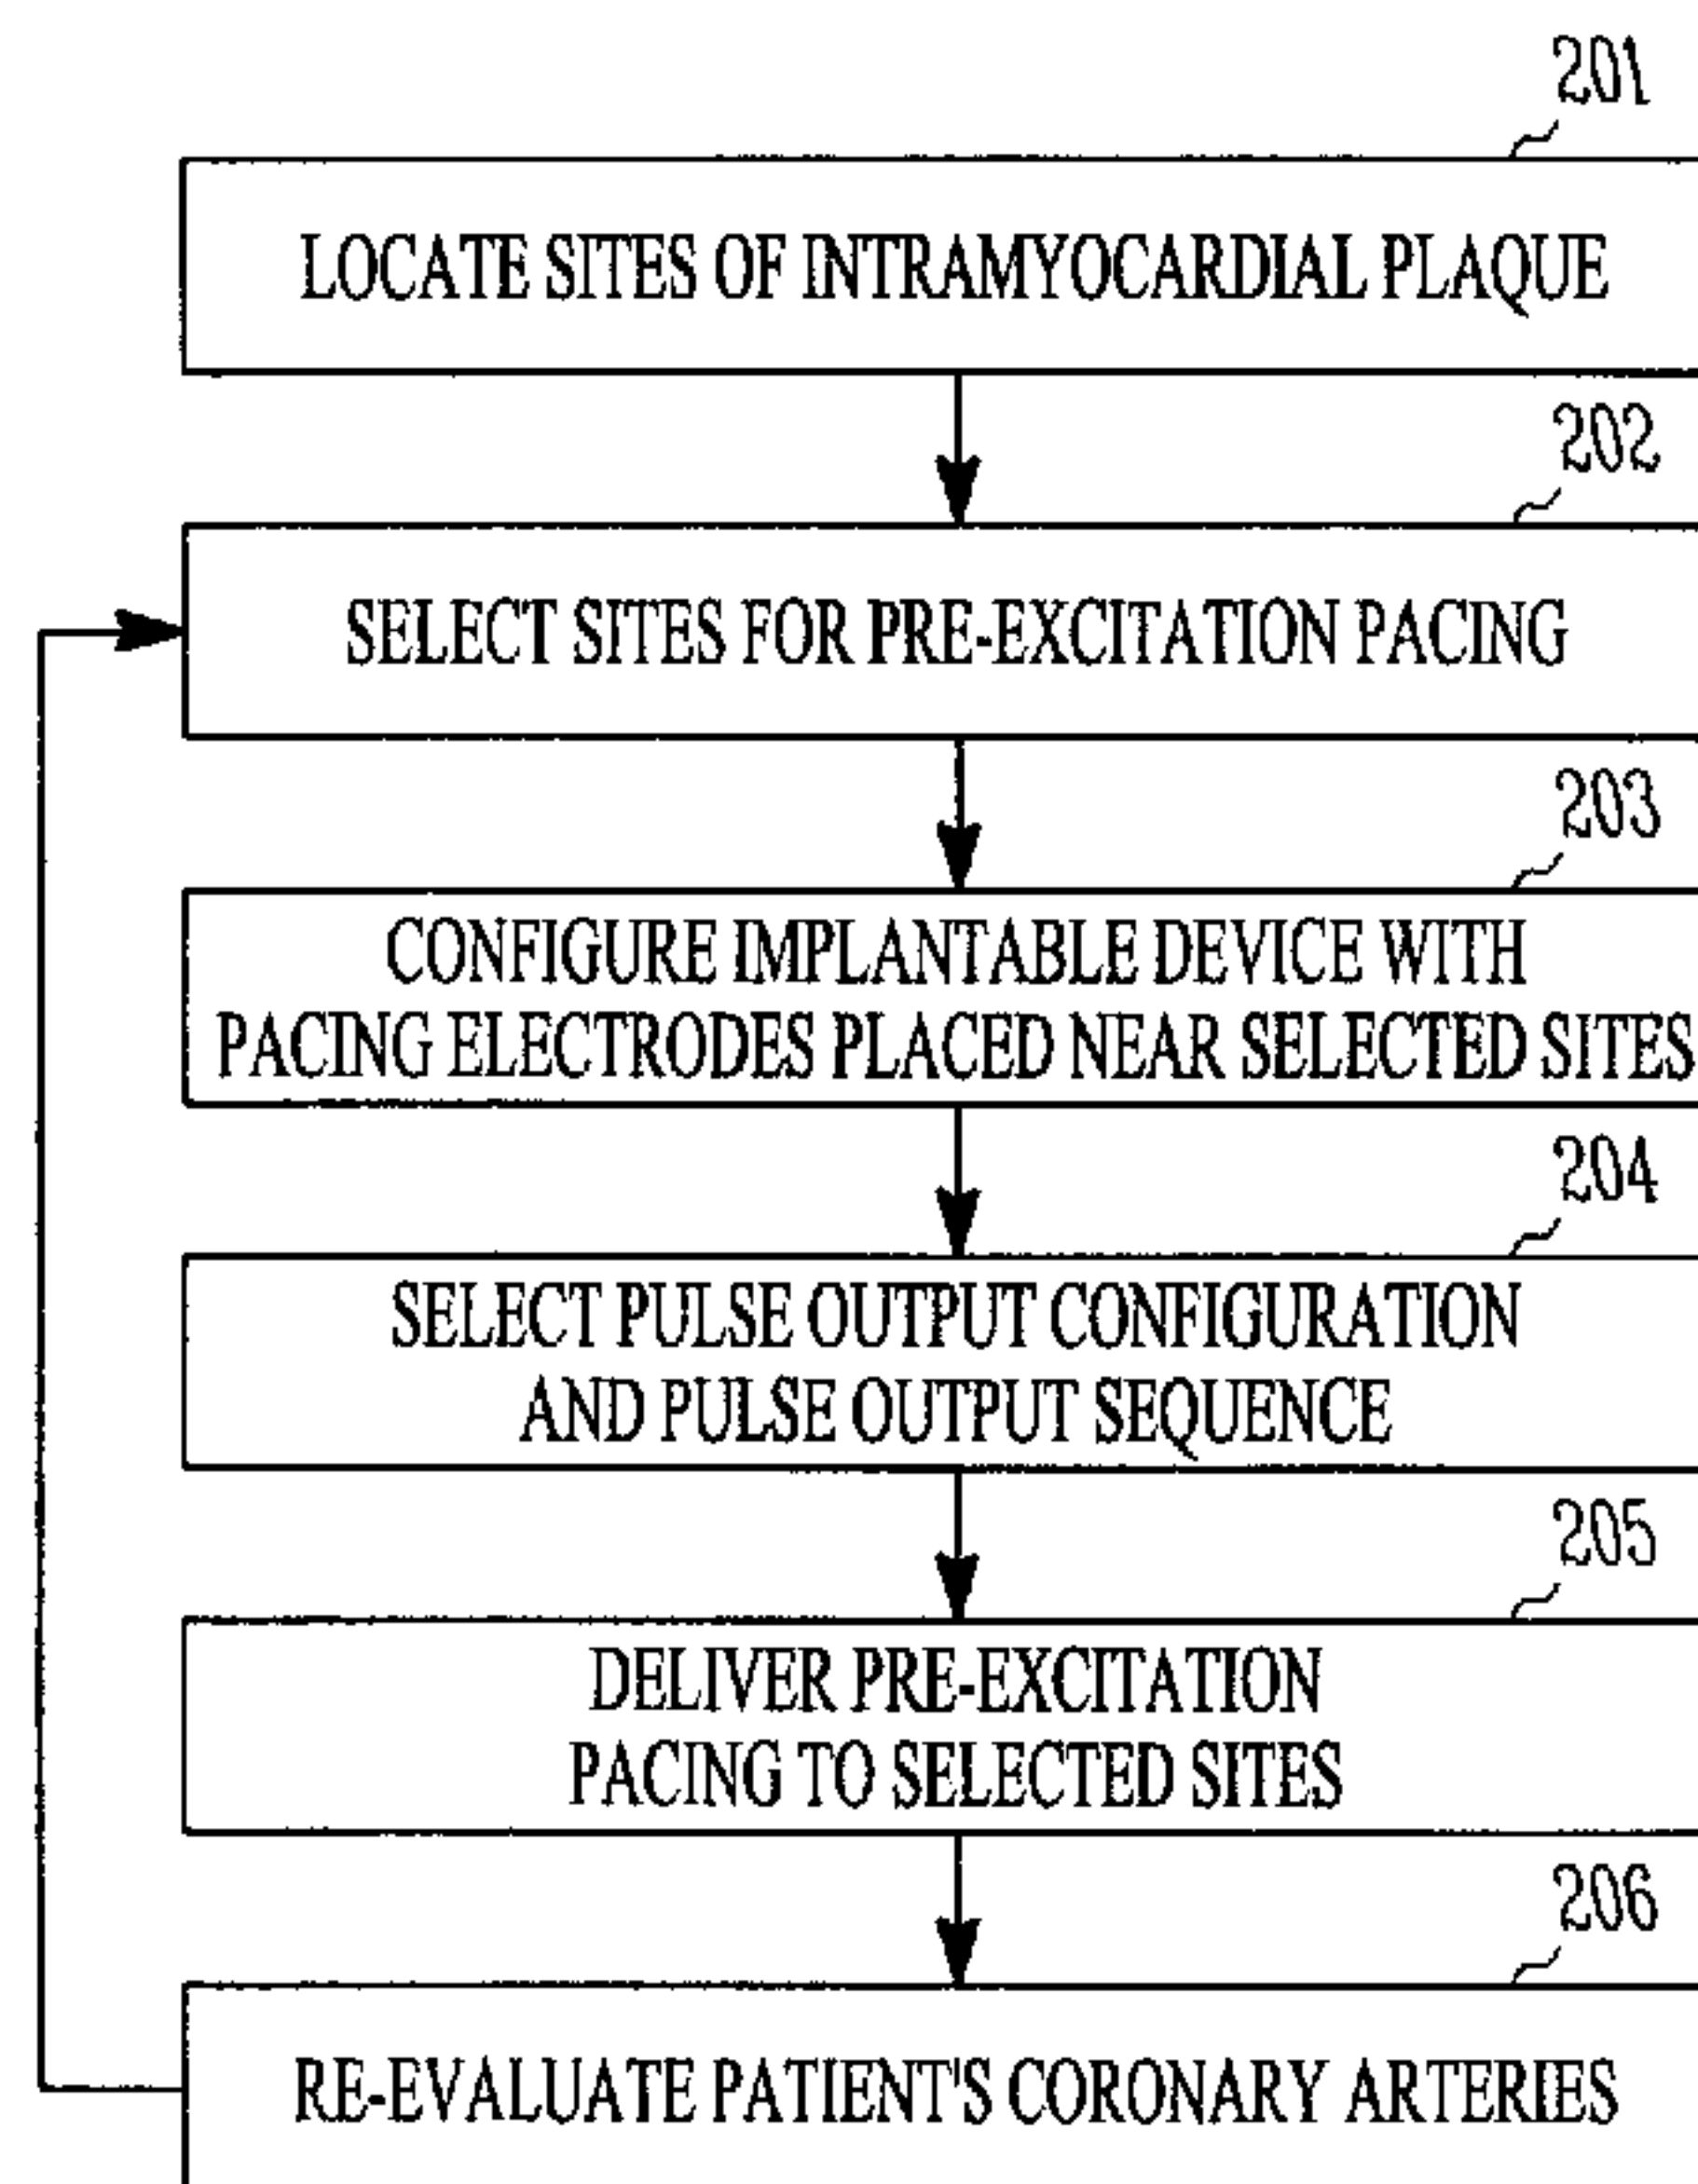 201
LOCATE SITES OF INTRAMYOCARDIAL PLAQUE
202
SELECT SITES FOR PRE-EXCITATION PACING
203
CONFIGURE IMPLANTABLE DEVICE WITH
PACING ELECTRODES PLACED NEAR SELECTED SITES
204
SELECT PULSE OUTPUT CONFIGURATION
AND PULSE OUTPUT SEQUENCE
205
DELIVER PRE-EXCITATION
PACING TO SELECTED SITES
206
RE-EVALUATE PATIENT'S CORONARY ARTERIES